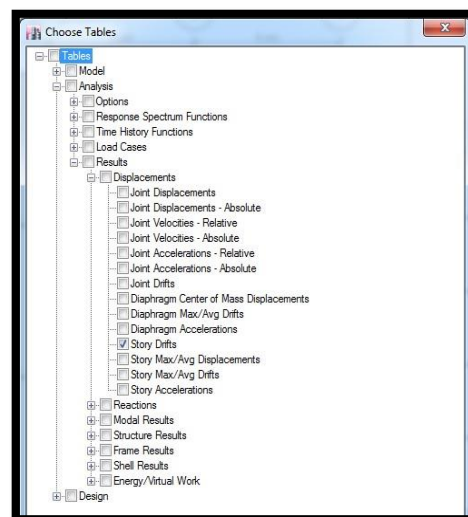 Choose Tables
Tables
Model
Analysis
Options
Response Spectrum Functions
Time History Functions
Load Cases
Results
Displacements
Joint Displacements
Joint Displacements - Absolute
Joint Velocities - Relative
Joint Velocities - Absolute
Joint Accelerations - Relative
Joint Accelerations - Absolute
Joint Drifts
Diaphragm Center of Mass Displacements
Diaphragm Max/Avg Drifts
Diaphragm Accelerations
Story Drifts
Story Max/Avg Displacements
Story Max/Avg Drifts
Story Accelerations
Reactions
Modal Results
Structure Results
Frame Results
Shell Results
Energy/Virtual Work
Design